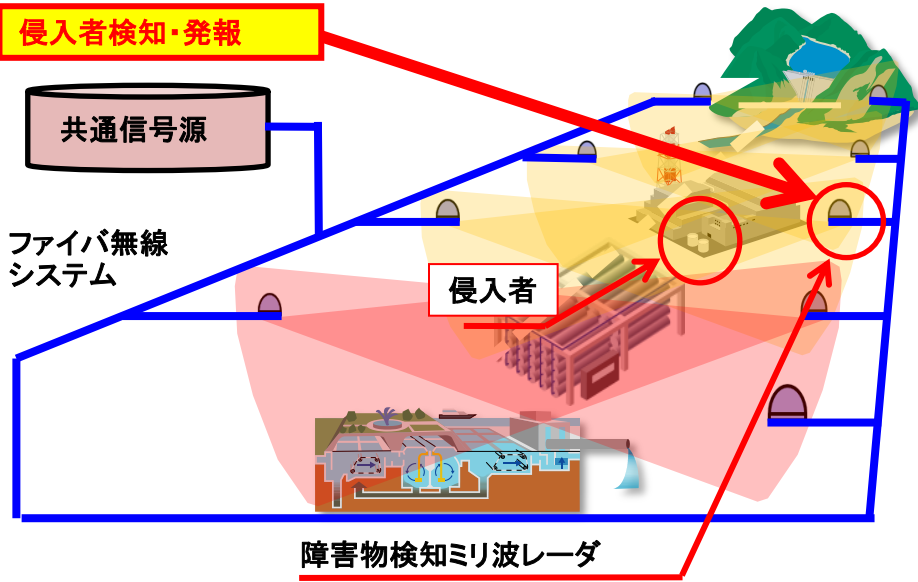 侵入者検知・発報
共通信号源
ファイバ無線
システム
侵入者
障害物検知ミリ波レーダ